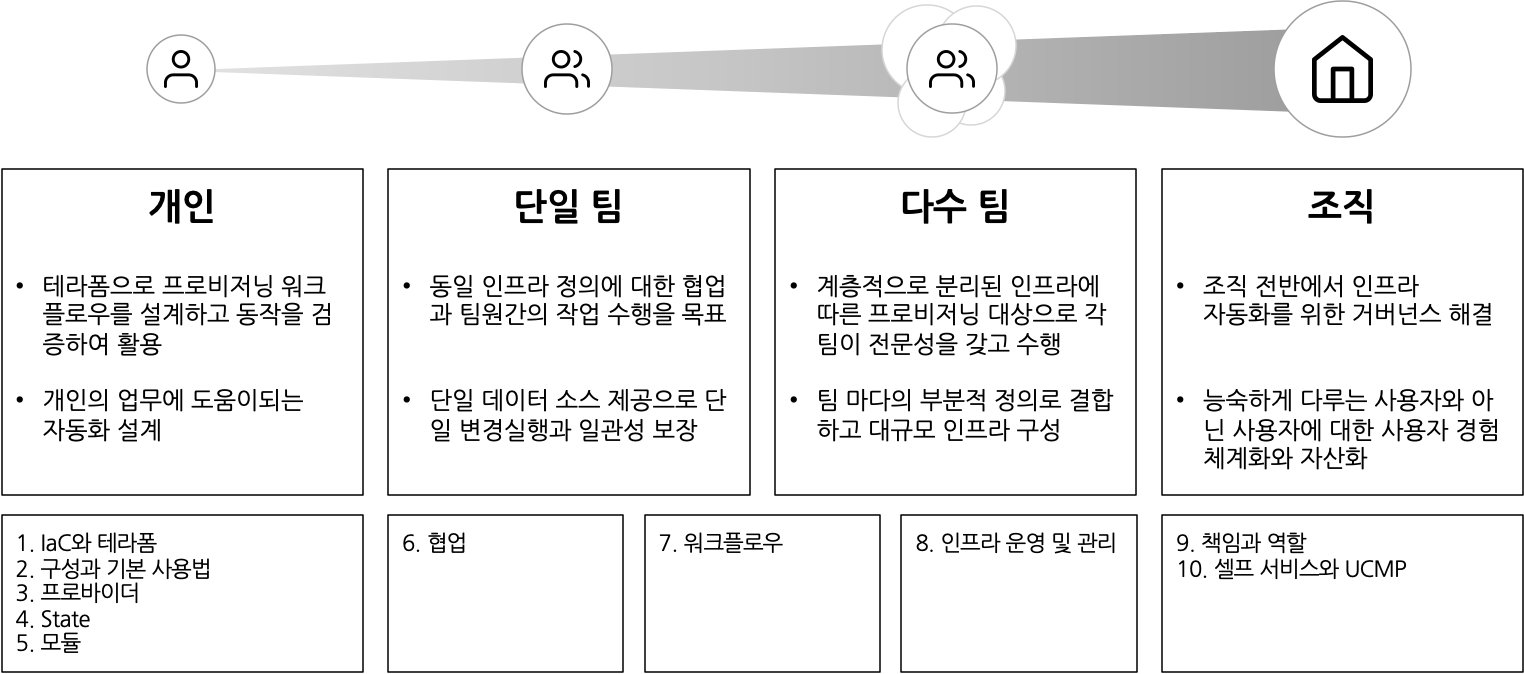 개인
• 테라폼으로 프로비저닝 워크
플로우를 설계하고 동작을 검
증하여 활용
• 개인의 업무에 도움이되는
자동화 설계
단일 팀
• 동일 인프라 정의에 대한 협업
과 팀원간의 작업 수행을 목표
• 단일 데이터 소스 제공으로 단
일 변경실행과 일관성 보장
다수 팀
• 계층적으로 분리된 인프라에
따른 프로비저닝 대상으로 각
팀이 전문성을 갖고 수행
• 팀 마다의 부분적 정의로 결합
하고 대규모 인프라 구성
조직
• 조직 전반에서 인프라
자동화를 위한 거버넌스 해결
• 능숙하게 다루는 사용자와 아
닌 사용자에 대한 사용자 경험
체계화와 자산화
1. IaC와 테라폼
2. 구성과 기본 사용법
3. 프로바이더
4. State
5. 모듈
6. 협업
7. 워크플로우
8. 인프라 운영 및 관리
9. 책임과 역할
10. 셀프 서비스와 UCMP